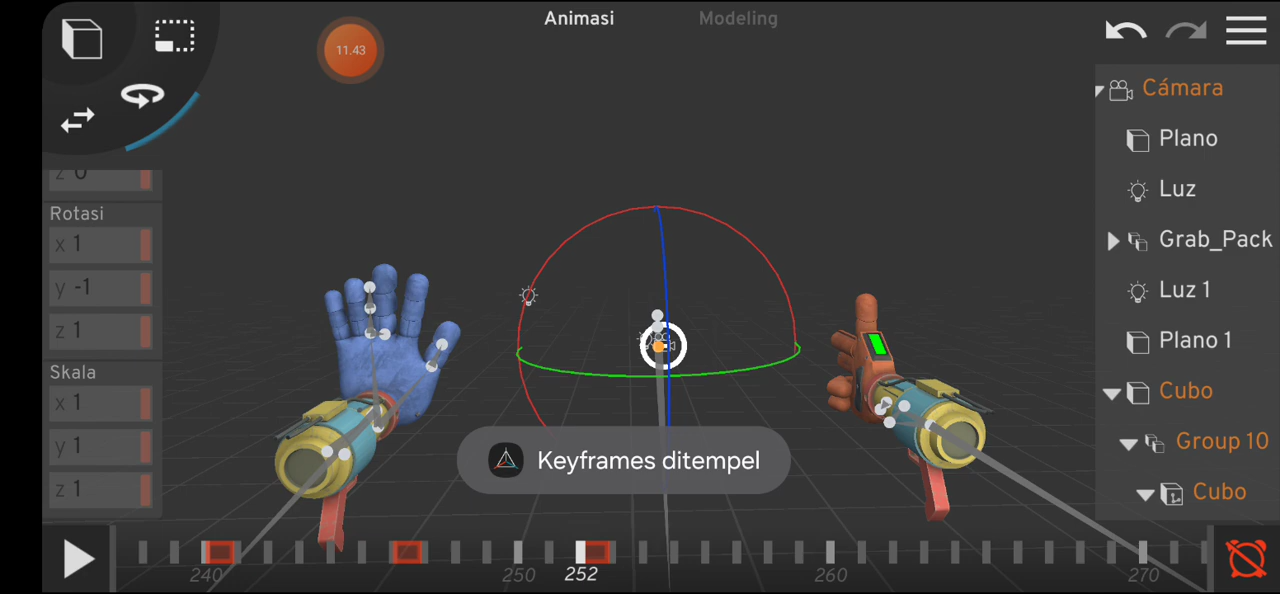 Animasi
Modeling
11.43
Cámara
Plano
Luz
Grab_Pack
Luz 1
Plano 1
Cubo
Group 10
Cubo
z 0
Rotasi
x 1
y -1
z 1
Skala
x 1
y 1
z 1
Keyframes ditempel
240
250
252
260
270